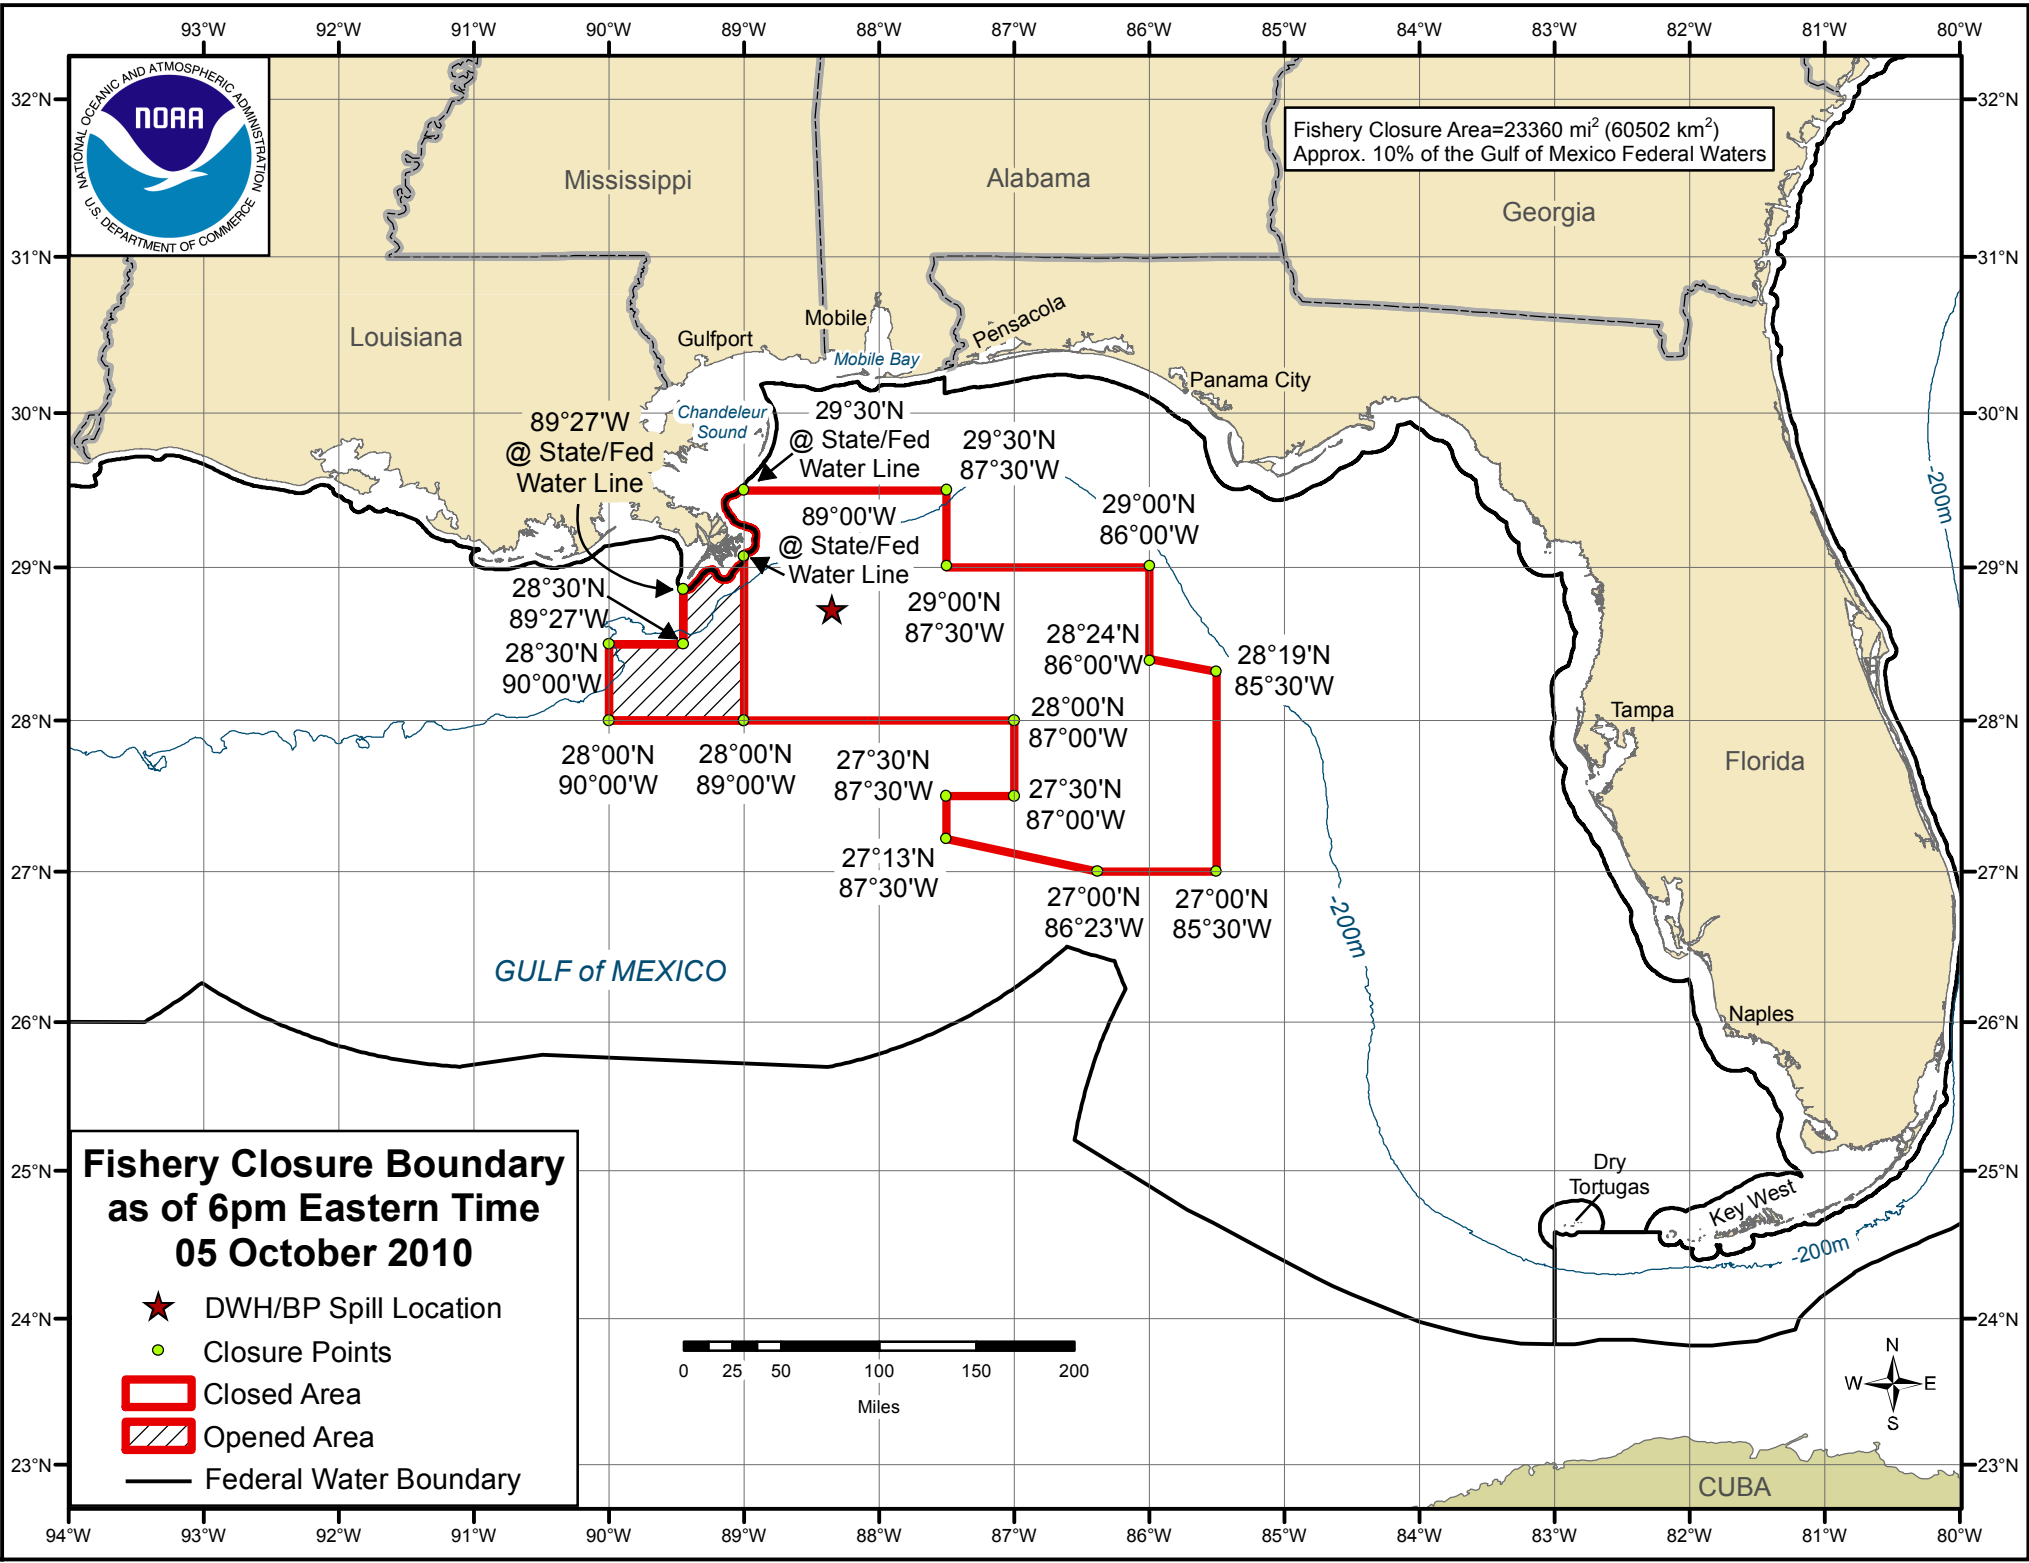 93°W 92°W 91°W 90°W 89°W 88°W 87°W 86°W 85°W 84°W 83°W 82°W 81°W 80°W
NATIONAL OCEANIC AND ATMOSPHERIC ADMINISTRATION
NOAA
U.S. DEPARTMENT OF COMMERCE
32°N
32°N
Fishery Closure Area=23360 mi² (60502 km²)
Approx. 10% of the Gulf of Mexico Federal Waters
Mississippi
Alabama
Georgia
31°N
31°N
Louisiana
Gulfport
Mobile
Mobile Bay
Pensacola
Panama City
30°N
30°N
Chandeleur
Sound
89°27'W
@ State/Fed
Water Line
29°30'N
@ State/Fed
Water Line
29°30'N
87°30'W
-200m
89°00'W
@ State/Fed
Water Line
29°00'N
86°00'W
29°N
29°N
28°30'N
89°27'W
29°00'N
87°30'W
28°24'N
86°00'W
28°19'N
85°30'W
28°30'N
90°00'W
28°N
28°N
28°00'N
87°00'W
Tampa
Florida
28°00'N
90°00'W
28°00'N
89°00'W
27°30'N
87°30'W
27°30'N
87°00'W
27°13'N
87°30'W
27°N
27°N
27°00'N
86°23'W
27°00'N
85°30'W
-200m
GULF of MEXICO
26°N
26°N
Naples
25°N
25°N
Dry
Tortugas
Key West
-200m
Fishery Closure Boundary
as of 6pm Eastern Time
05 October 2010
DWH/BP Spill Location
Closure Points
Closed Area
Opened Area
Federal Water Boundary
24°N
24°N
0 25 50 100 150 200
Miles
N
W E
S
23°N
23°N
CUBA
94°W 93°W 92°W 91°W 90°W 89°W 88°W 87°W 86°W 85°W 84°W 83°W 82°W 81°W 80°W